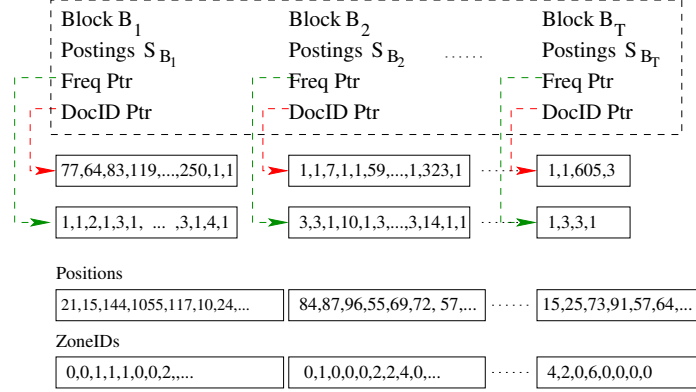 Block B1 Block B2 Block BT
Postings SB1 Postings SB2 ...... Postings SBT
Freq Ptr Freq Ptr Freq Ptr
DocID Ptr DocID Ptr DocID Ptr
77,64,83,119,...,250,1,1 1,1,7,1,1,59,...,1,323,1 ...... 1,1,605,3
1,1,2,1,3,1, ... ,3,1,4,1 3,3,1,10,1,3,...,3,14,1,1 ...... 1,3,3,1
Positions
21,15,144,1055,117,10,24,... 84,87,96,55,69,72, 57,... ...... 15,25,73,91,57,64,...
ZoneIDs
0,0,1,1,1,0,0,2,,... 0,1,0,0,0,2,2,4,0,... ...... 4,2,0,6,0,0,0,0